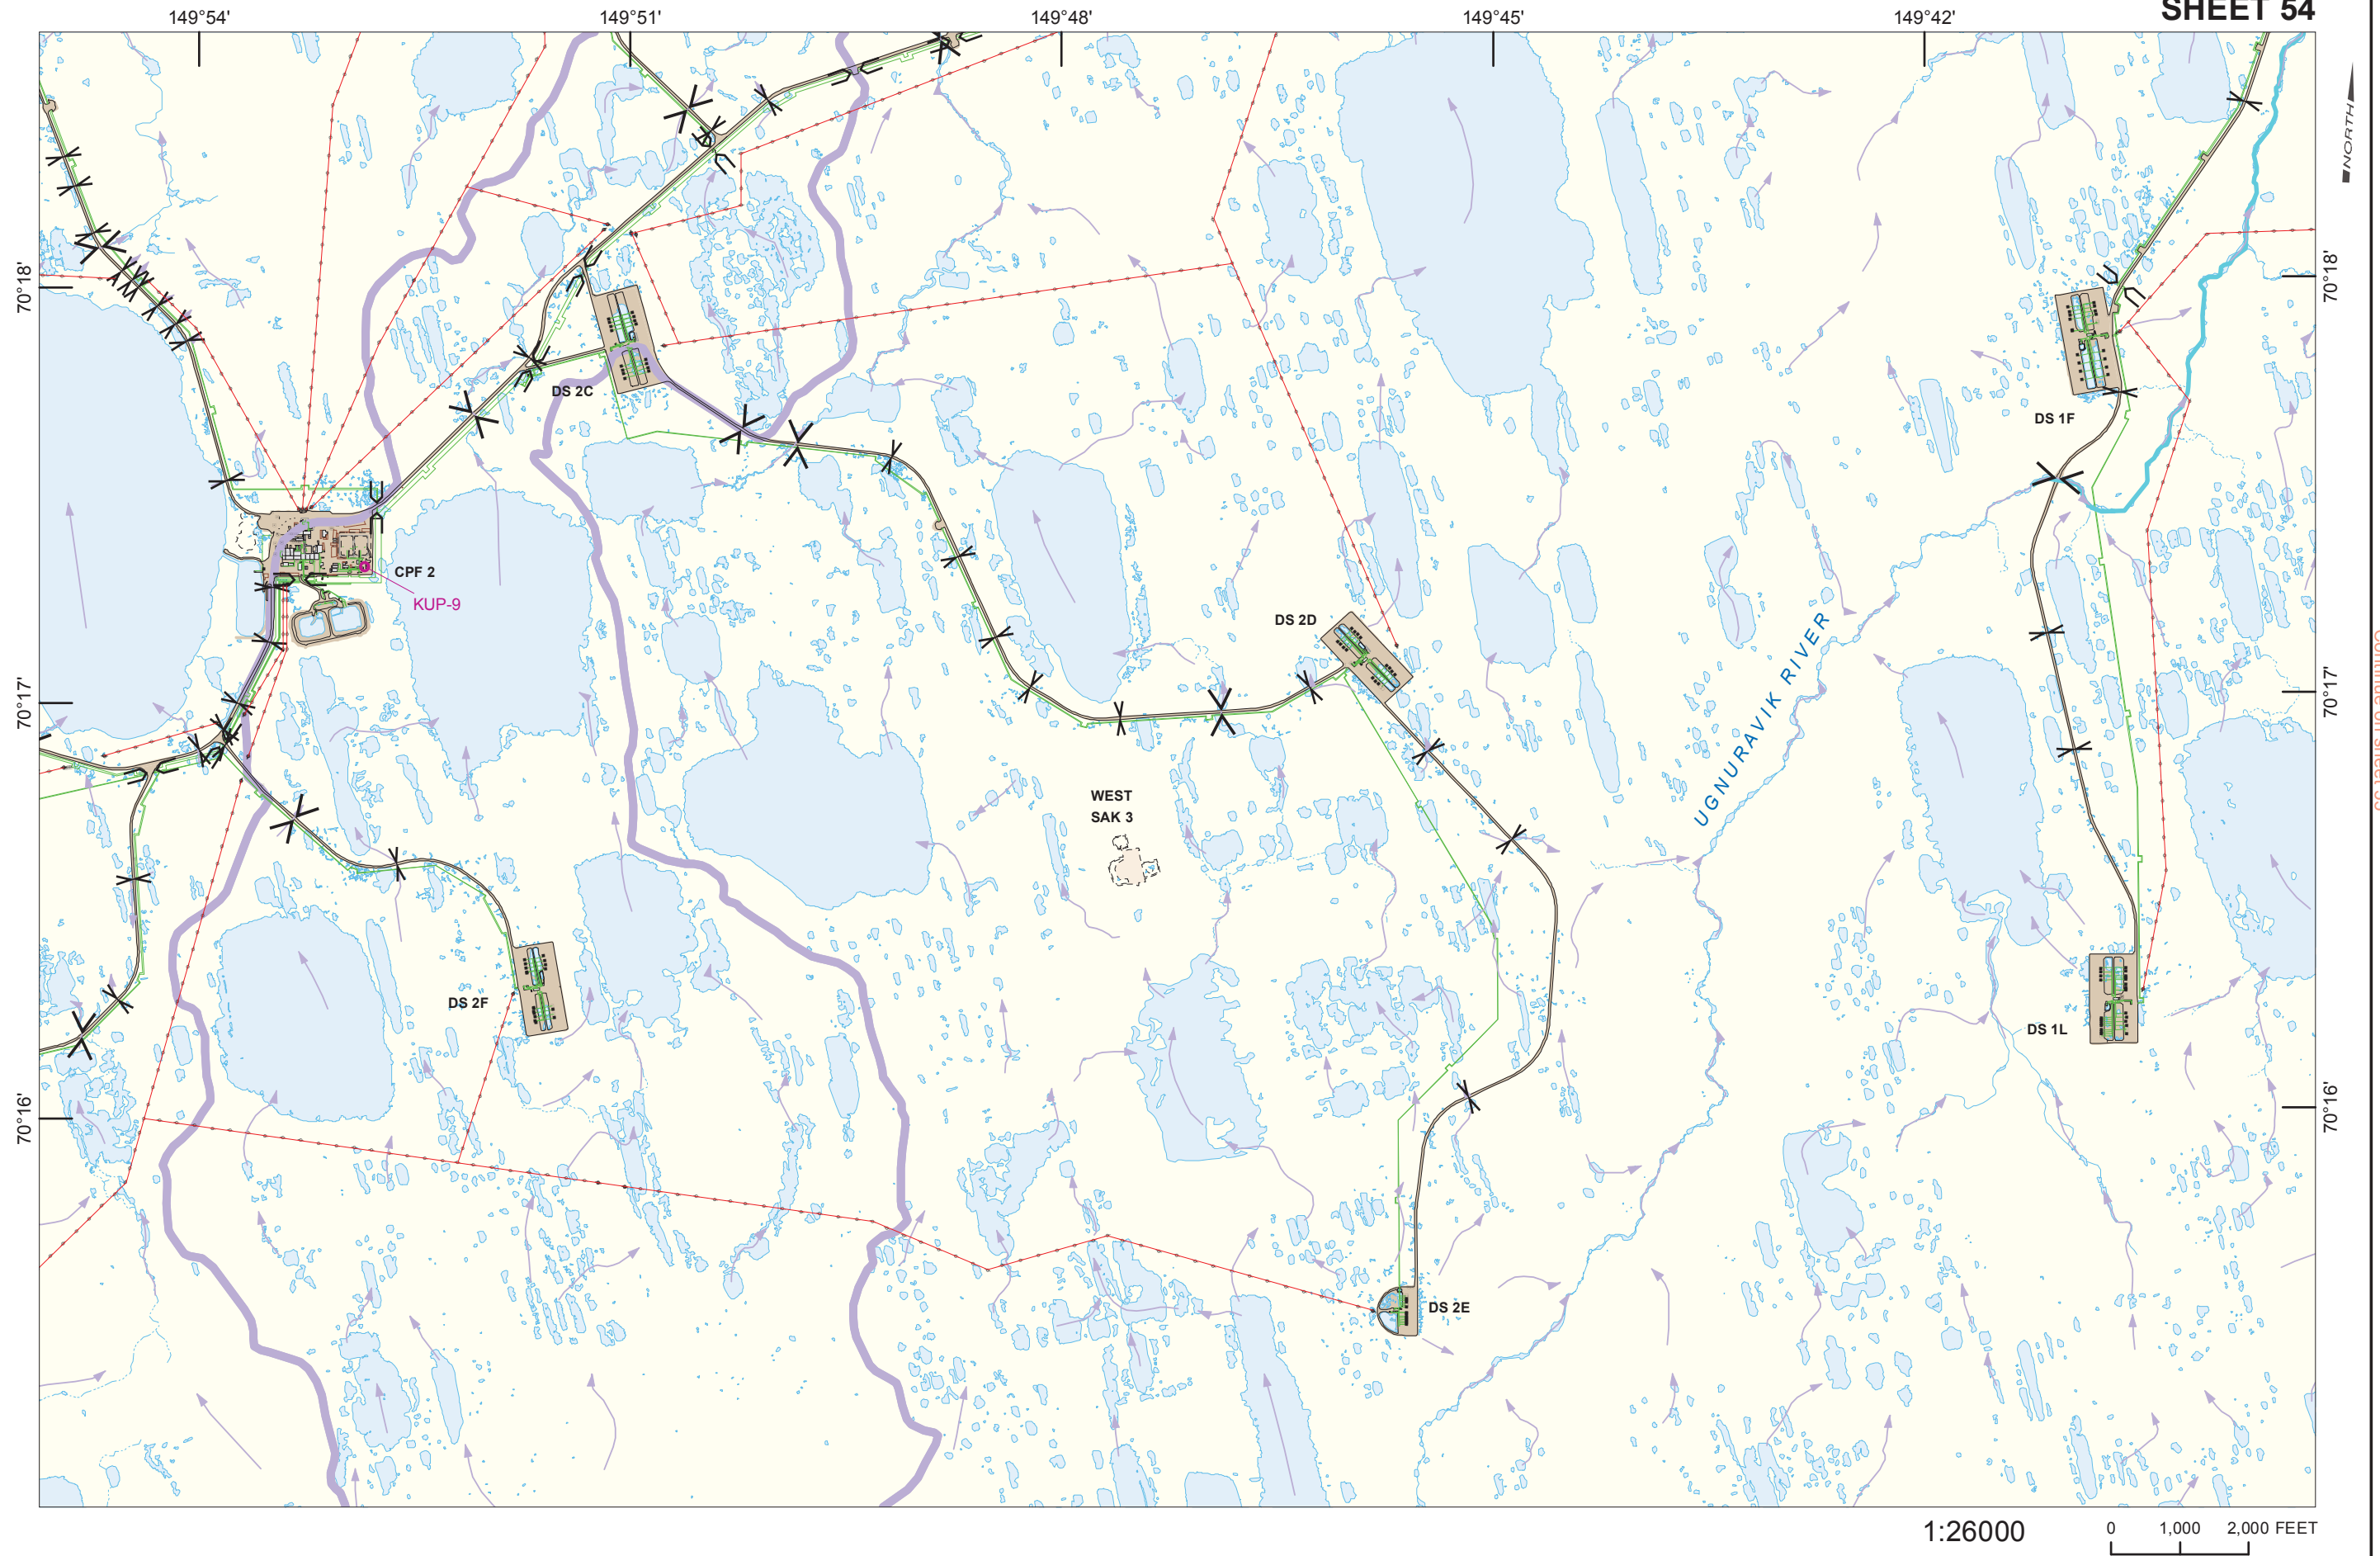 SHEET 54
149°54'
149°51'
149°48'
149°45'
149°42'
NORTH
70°18'
70°18'
DS 2C
DS 1F
CPF 2
KUP-9
DS 2D
UGNURAVIK RIVER
70°17'
70°17'
WEST
SAK 3
DS 2F
DS 1L
70°16'
70°16'
DS 2E
1:26000
0 1,000 2,000 FEET